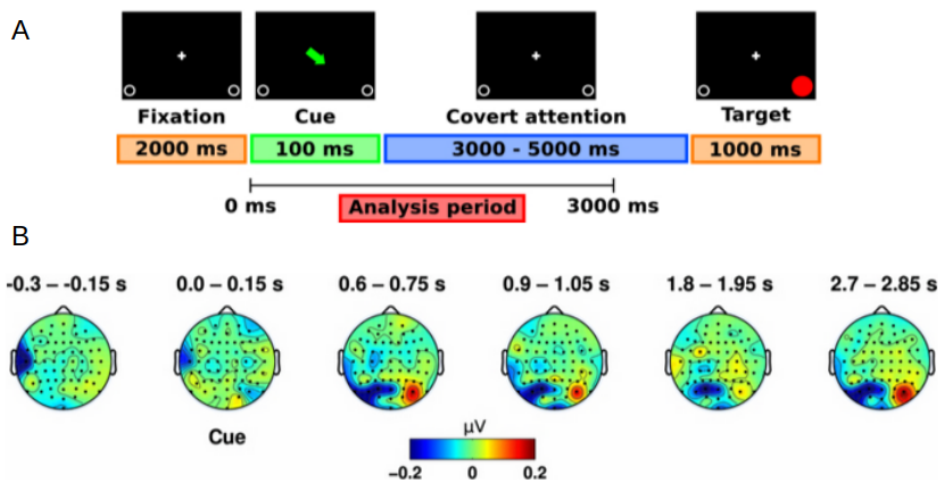 A
Fixation Cue Covert attention Target
2000 ms 100 ms 3000 - 5000 ms 1000 ms
0 ms Analysis period 3000 ms
B
-0.3 – -0.15 s 0.0 – 0.15 s 0.6 – 0.75 s 0.9 – 1.05 s 1.8 – 1.95 s 2.7 – 2.85 s
Cue
µV
−0.2 0 0.2